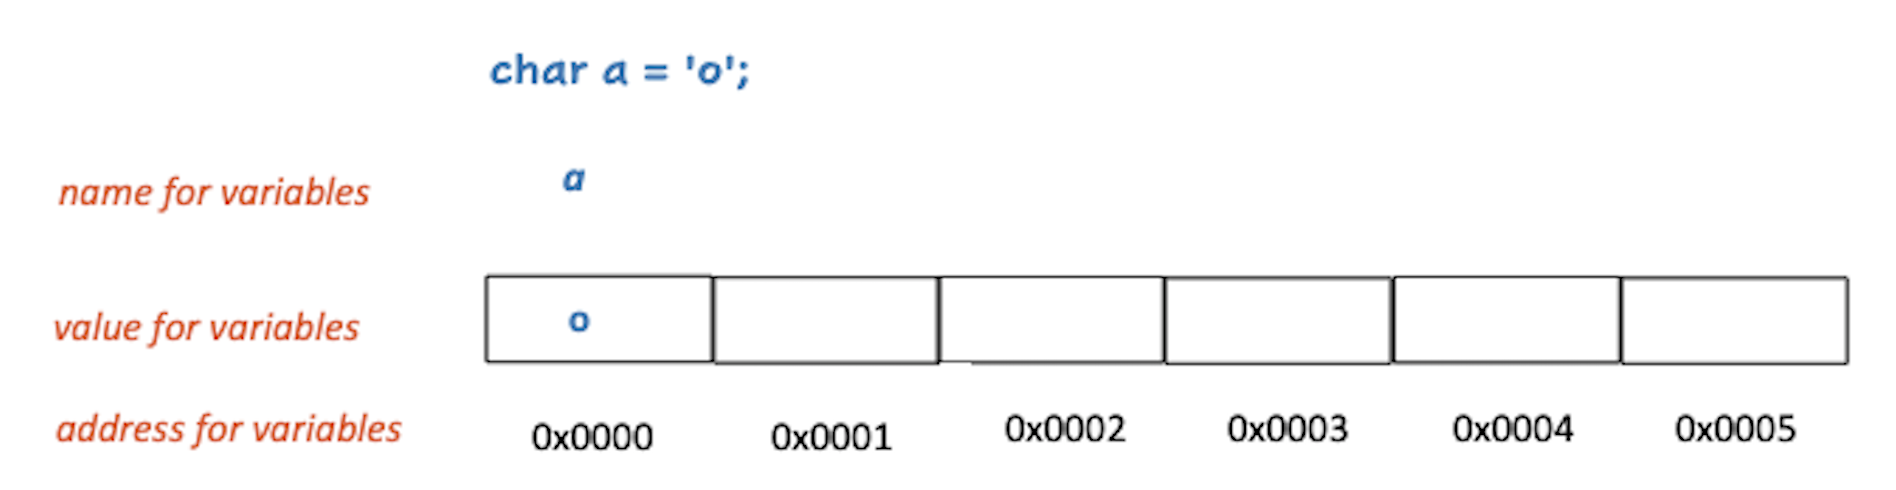 char a = 'o';
name for variables a
value for variables o
address for variables 0x0000 0x0001 0x0002 0x0003 0x0004 0x0005